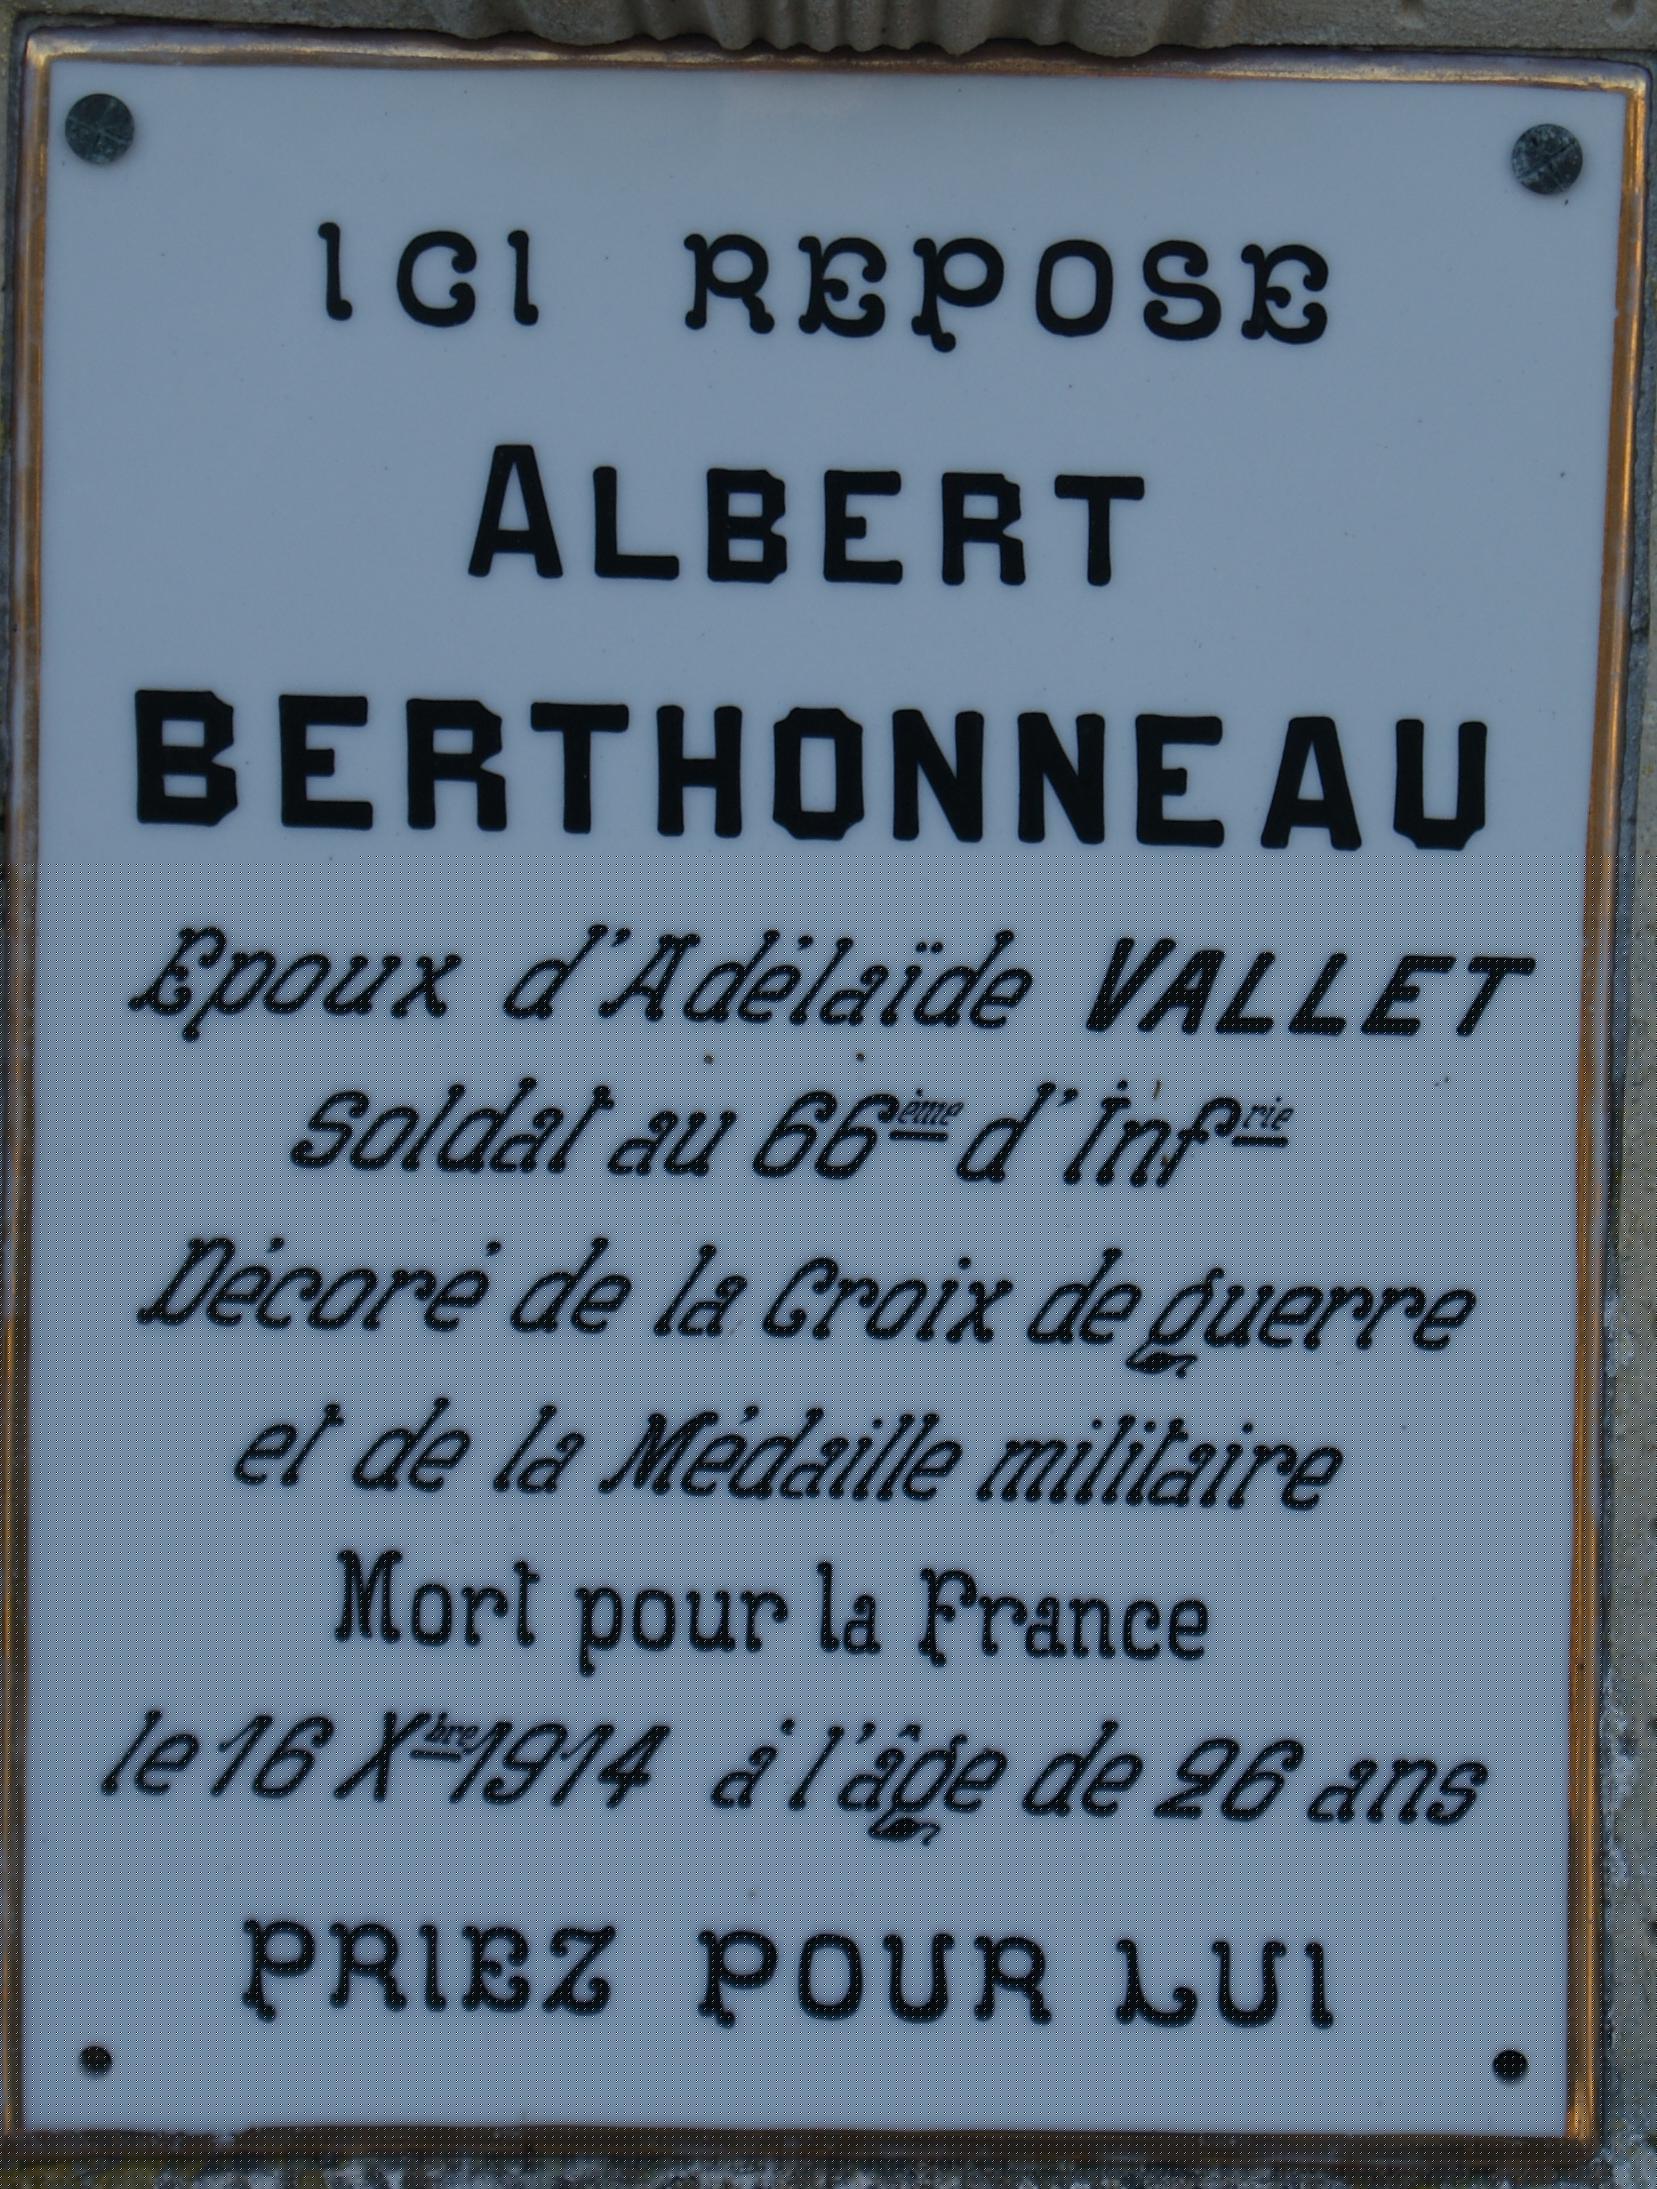 ICI REPOSE
ALBERT
BERTHONNEAU
Epoux d'Adélaïde VALLET
Soldat au 66ème d'Infrie
Décoré de la Croix de guerre
et de la Médaille militaire
Mort pour la France
le 16 Xbre 1914 à l'âge de 26 ans
PRIEZ POUR LUI